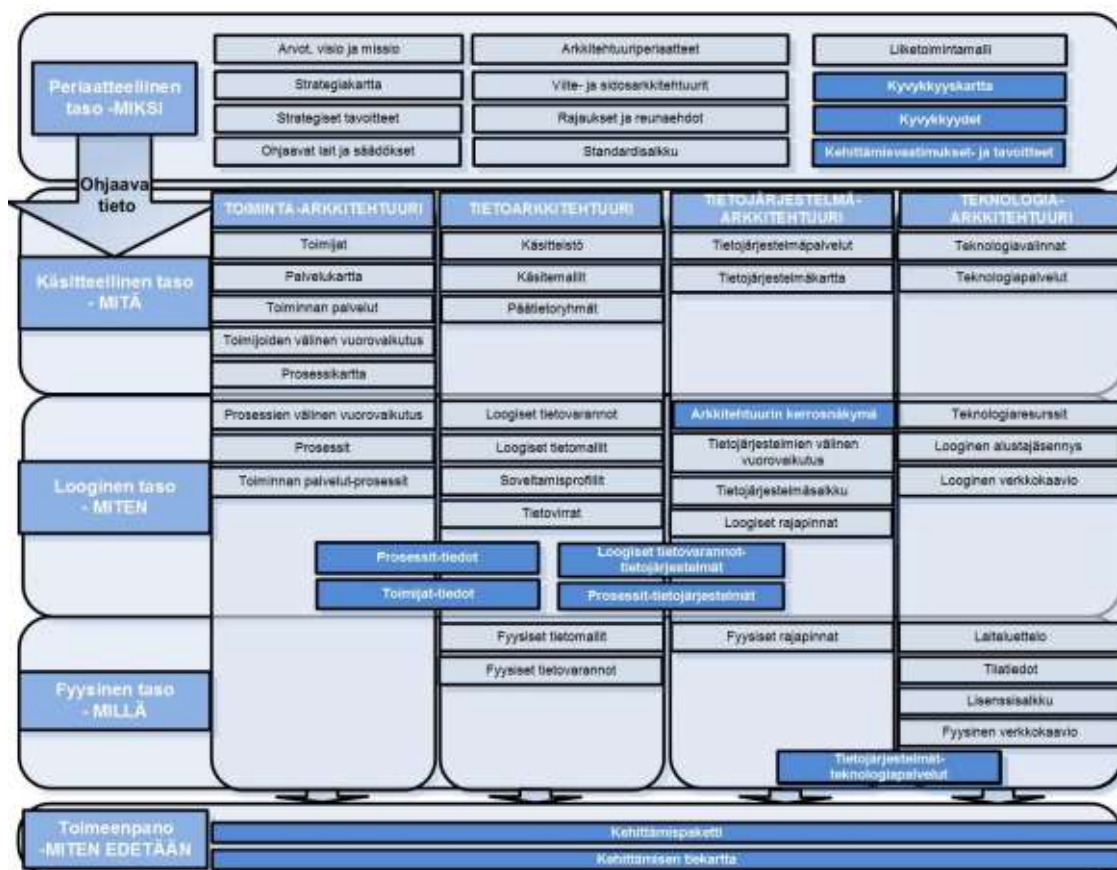 Periaatteellinen
taso -MIKSI
Arvot, visio ja missio
Strategiakartta
Strategiset tavoitteet
Ohjaavat lait ja säädökset
Arkkitehtuuriperiaatteet
Viite- ja sidosarkkitehtuurit
Rajaukset ja reunaehdot
Standardisalkku
Liiketoimintamalli
Kyvykkyyskartta
Kyvykkyydet
Kehittämisvaatimukset- ja tavoitteet
Ohjaava
tieto
TOIMINTA-ARKKITEHTUURI
TIETOARKKITEHTUURI
TIETOJÄRJESTELMÄ-
ARKKITEHTUURI
TEKNOLOGIA-
ARKKITEHTUURI
Käsitteellinen taso
- MITÄ
Toimijat
Palvelukartta
Toiminnan palvelut
Toimijoiden välinen vuorovaikutus
Prosessikartta
Käsitteistö
Käsitemallit
Päätietoryhmät
Tietojärjestelmäpalvelut
Tietojärjestelmäkartta
Teknologiavalinnat
Teknologiapalvelut
Looginen taso
- MITEN
Prosessien välinen vuorovaikutus
Prosessit
Toiminnan palvelut-prosessit
Loogiset tietovarannot
Loogiset tietomallit
Soveltamisprofiilit
Tietovirrat
Arkkitehtuurin kerrosnäkymä
Tietojärjestelmien välinen
vuorovaikutus
Tietojärjestelmäsalkku
Loogiset rajapinnat
Teknologiaresurssit
Looginen alustajäsennys
Looginen verkkokaavio
Prosessit-tiedot
Toimijat-tiedot
Loogiset tietovarannot-
tietojärjestelmät
Prosessit-tietojärjestelmät
Fyysinen taso
- MILLÄ
Fyysiset tietomallit
Fyysiset tietovarannot
Fyysiset rajapinnat
Laiteluettelo
Tilatiedot
Lisenssisalkku
Fyysinen verkkokaavio
Tietojärjestelmät-
teknologiapalvelut
Toimeenpano
-MITEN EDETÄÄN
Kehittämispaketti
Kehittämisen tiekartta